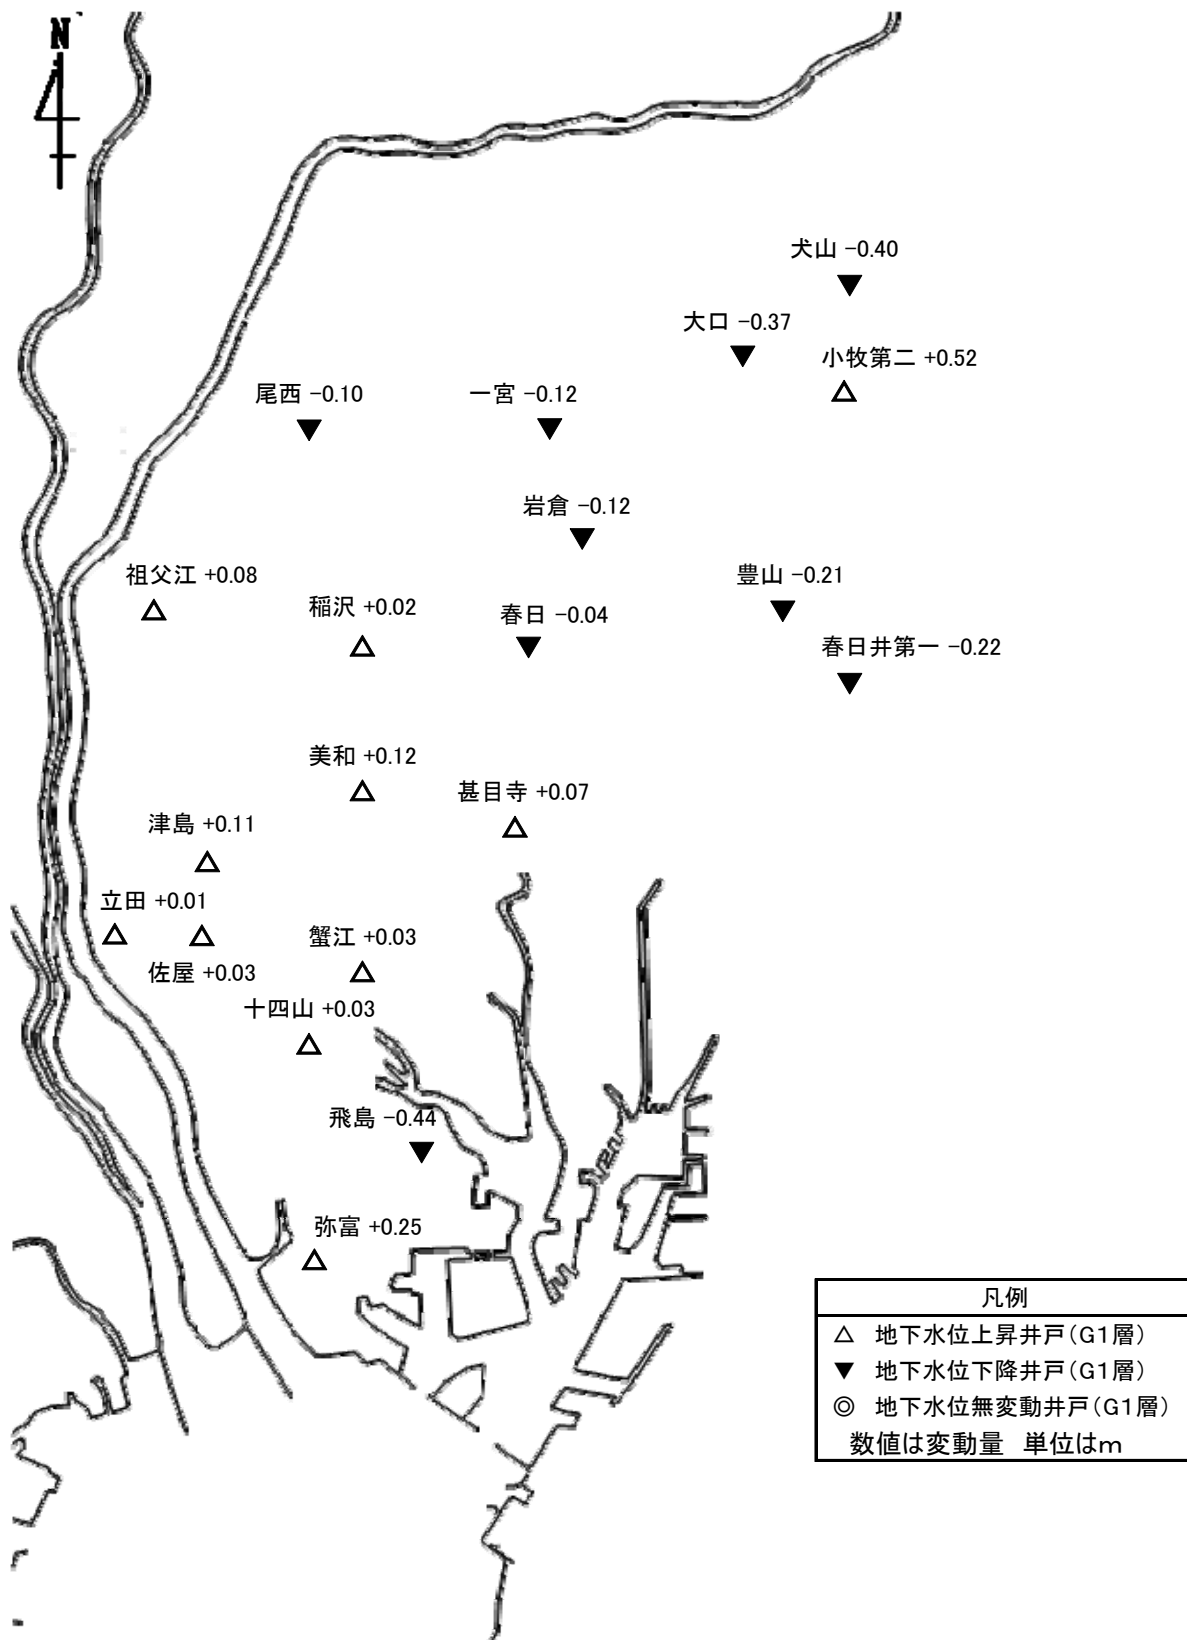 N
犬山 −0.40
大口 −0.37
小牧第二 +0.52
尾西 −0.10
一宮 −0.12
岩倉 −0.12
祖父江 +0.08
稲沢 +0.02
春日 −0.04
豊山 −0.21
春日井第一 −0.22
美和 +0.12
甚目寺 +0.07
津島 +0.11
立田 +0.01
佐屋 +0.03
蟹江 +0.03
十四山 +0.03
飛島 −0.44
弥富 +0.25
凡例
△ 地下水位上昇井戸(G1層)
▼ 地下水位下降井戸(G1層)
◎ 地下水位無変動井戸(G1層)
数値は変動量 単位はm